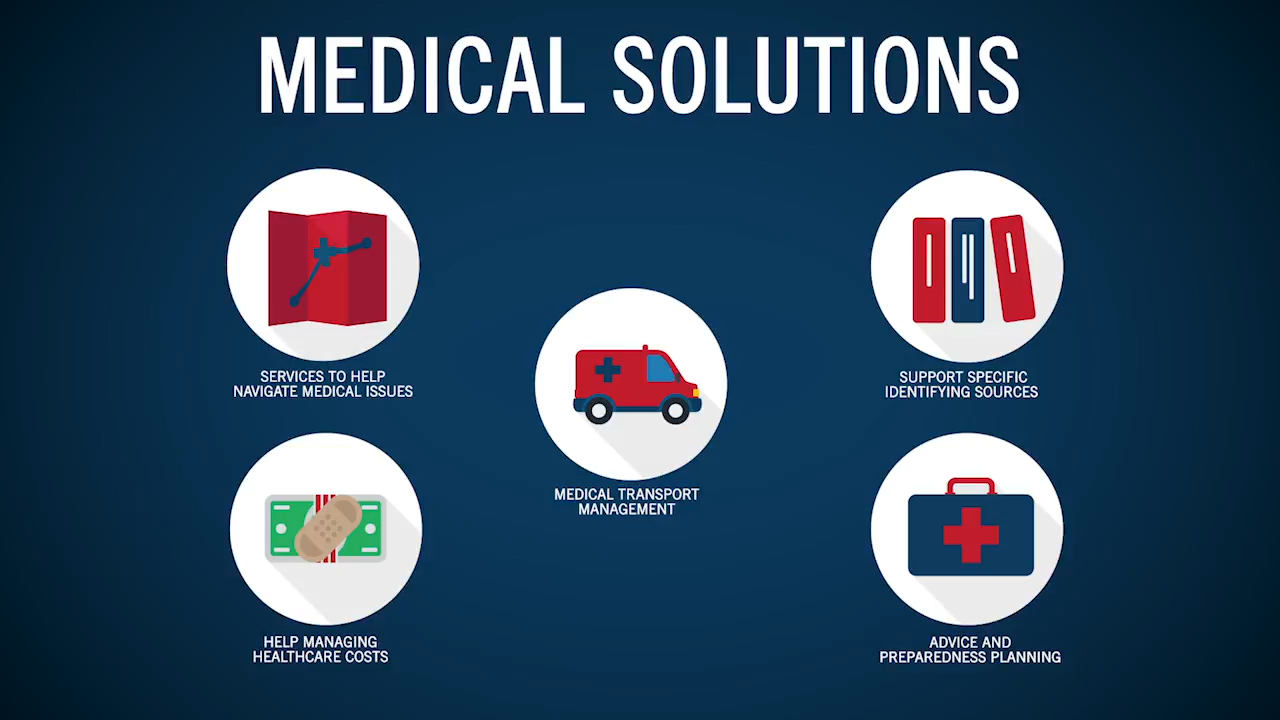 MEDICAL SOLUTIONS
SERVICES TO HELP
NAVIGATE MEDICAL ISSUES
SUPPORT SPECIFIC
IDENTIFYING SOURCES
MEDICAL TRANSPORT
MANAGEMENT
HELP MANAGING
HEALTHCARE COSTS
ADVICE AND
PREPAREDNESS PLANNING